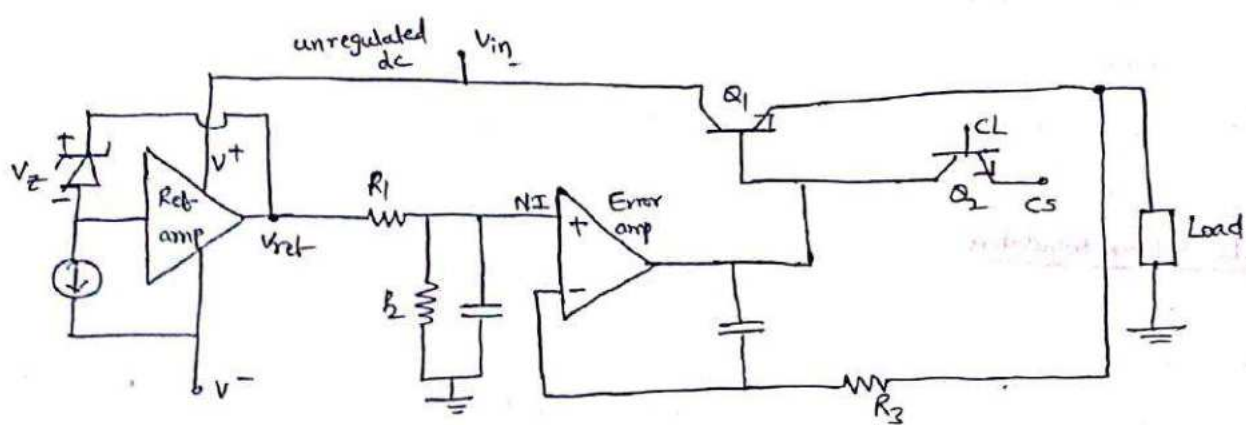 unregulated
dc
Vin
Q1
CL
Q2
CS
Load
+
Vz
-
V+
Ref-
amp
Vref
R1
NI
Error
amp
+
-
R2
R3
V-